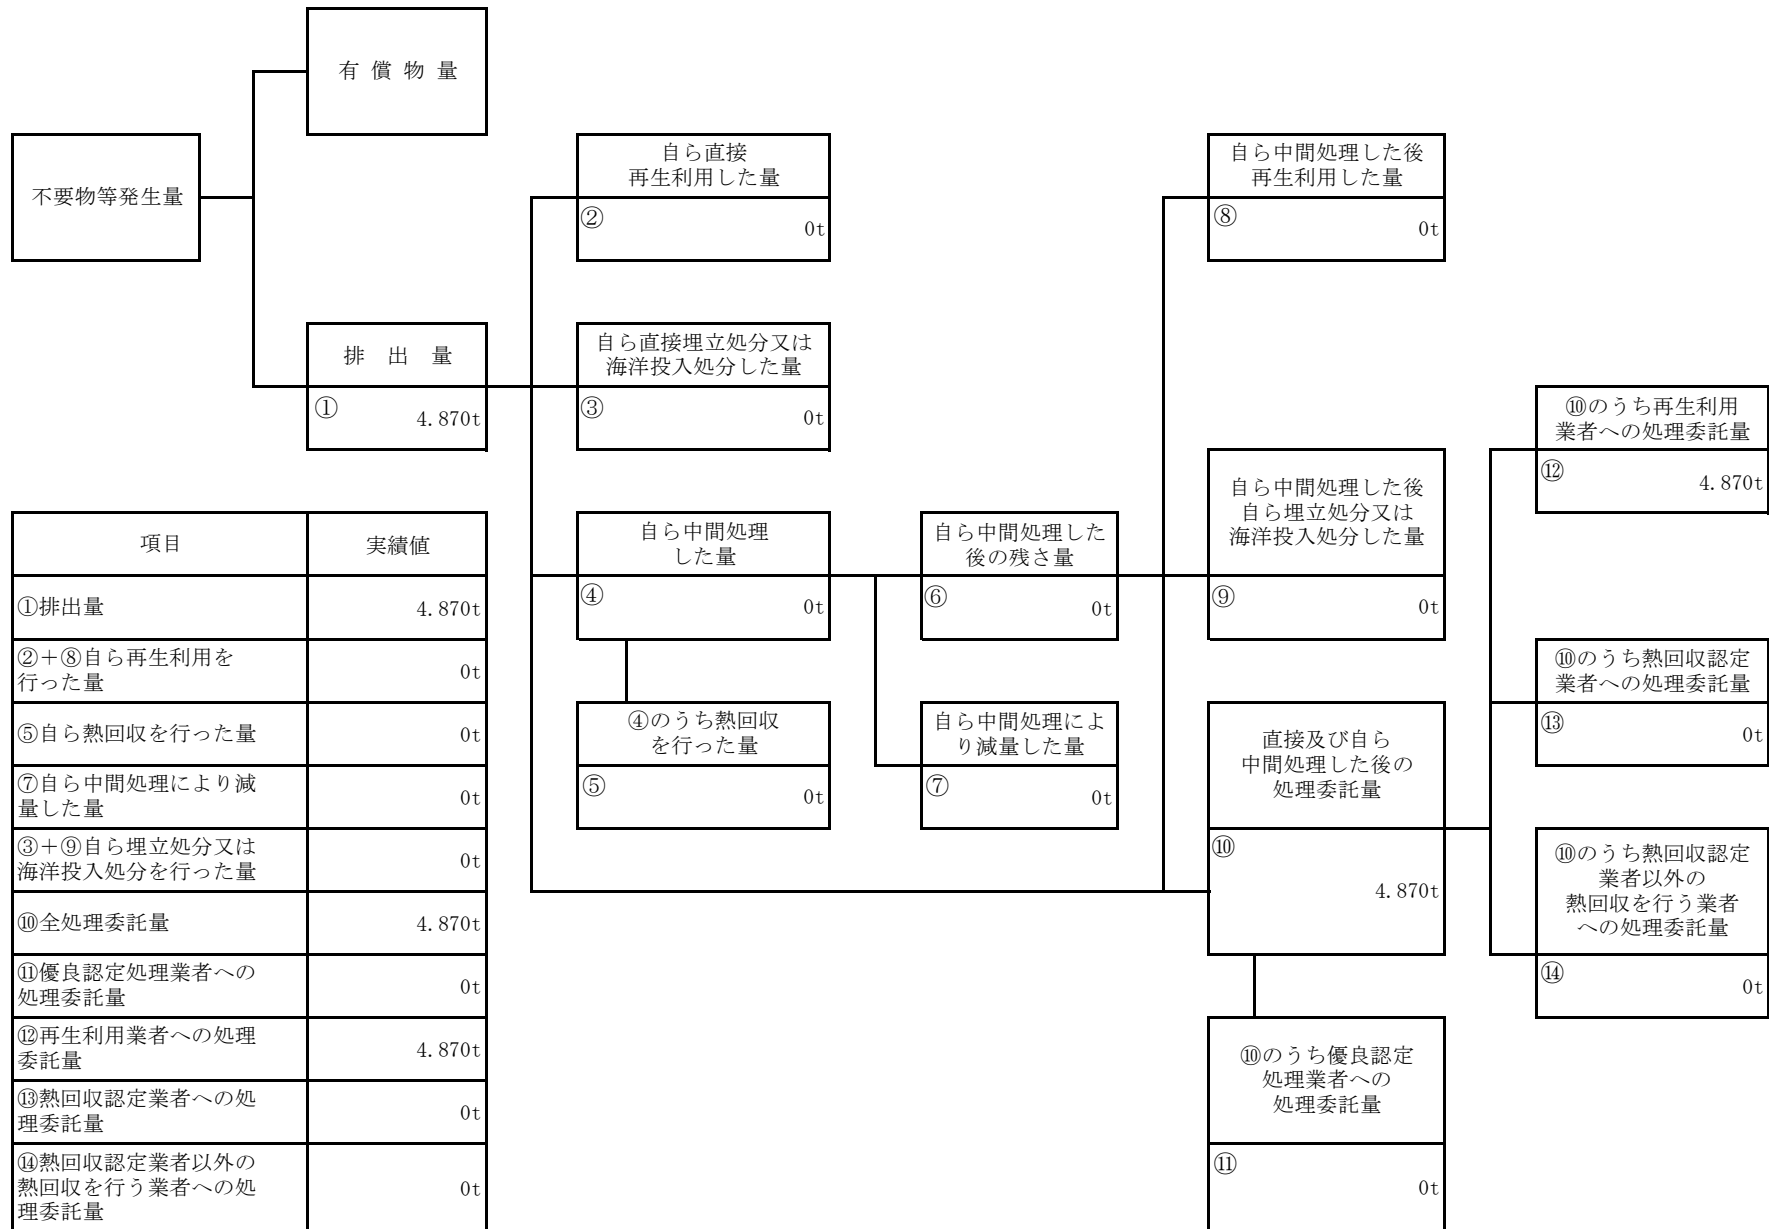 有 償 物 量
不要物等発生量
自ら直接
再生利用した量
②
0t
自ら中間処理した後
再生利用した量
⑧
0t
排 出 量
①
4.870t
自ら直接埋立処分又は
海洋投入処分した量
③
0t
⑩のうち再生利用
業者への処理委託量
⑫
4.870t
自ら中間処理した後
自ら埋立処分又は
海洋投入処分した量
⑨
0t
自ら中間処理
した量
④
0t
自ら中間処理した
後の残さ量
⑥
0t
⑩のうち熱回収認定
業者への処理委託量
⑬
0t
④のうち熱回収
を行った量
⑤
0t
自ら中間処理によ
り減量した量
⑦
0t
直接及び自ら
中間処理した後の
処理委託量
⑩
4.870t
⑩のうち熱回収認定
業者以外の
熱回収を行う業者
への処理委託量
⑭
0t
⑩のうち優良認定
処理業者への
処理委託量
⑪
0t
項目
実績値
①排出量
4.870t
②＋⑧自ら再生利用を
行った量
0t
⑤自ら熱回収を行った量
0t
⑦自ら中間処理により減
量した量
0t
③＋⑨自ら埋立処分又は
海洋投入処分を行った量
0t
⑩全処理委託量
4.870t
⑪優良認定処理業者への
処理委託量
0t
⑫再生利用業者への処理
委託量
4.870t
⑬熱回収認定業者への処
理委託量
0t
⑭熱回収認定業者以外の
熱回収を行う業者への処
理委託量
0t